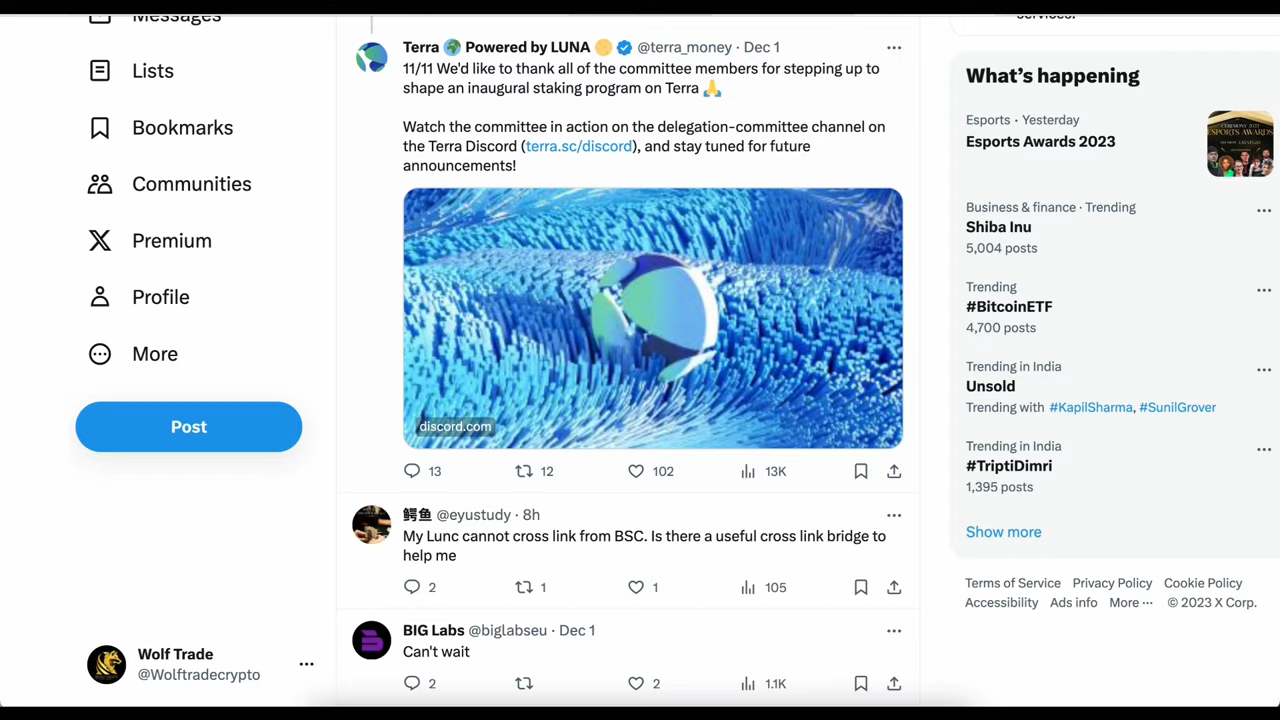 Messages
Lists
Bookmarks
Communities
Premium
Profile
More
Post
Wolf Trade
@Wolftradecrypto
Terra 🌍 Powered by LUNA 🌕 @terra_money · Dec 1
11/11 We'd like to thank all of the committee members for stepping up to
shape an inaugural staking program on Terra 🙏
Watch the committee in action on the delegation-committee channel on
the Terra Discord (terra.sc/discord), and stay tuned for future
announcements!
discord.com
13 12 102 13K
鳄鱼 @eyustudy · 8h
My Lunc cannot cross link from BSC. Is there a useful cross link bridge to
help me
2 1 1 105
BIG Labs @biglabseu · Dec 1
Can't wait
2 2 1.1K
services.
What's happening
Esports · Yesterday
Esports Awards 2023
ESPORTS AWARDS
Business & finance · Trending
Shiba Inu
5,004 posts
Trending
#BitcoinETF
4,700 posts
Trending in India
Unsold
Trending with #KapilSharma, #SunilGrover
Trending in India
#TriptiDimri
1,395 posts
Show more
Terms of Service Privacy Policy Cookie Policy
Accessibility Ads info More ··· © 2023 X Corp.